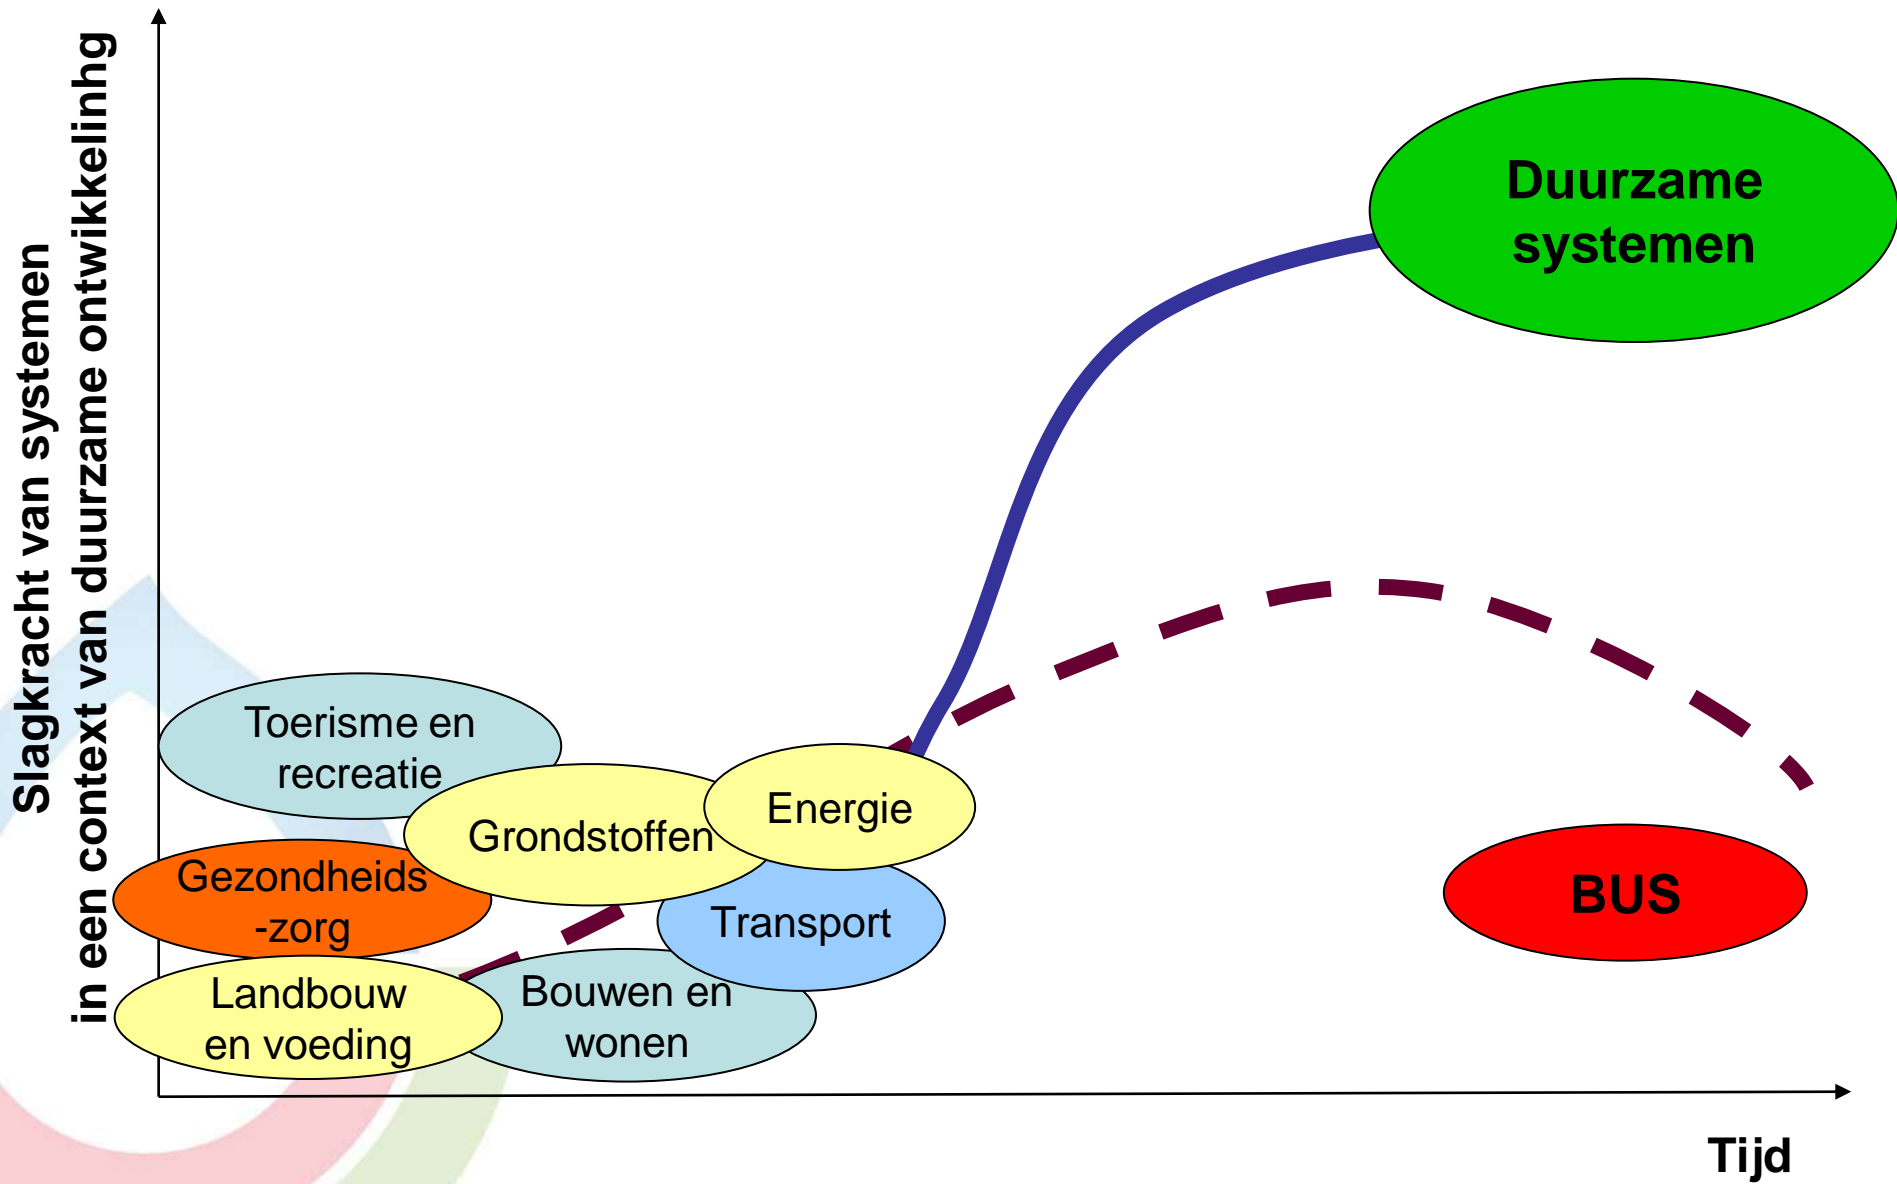 Slagkracht van systemen
in een context van duurzame ontwikkelinhg
Duurzame
systemen
Toerisme en
recreatie
Grondstoffen
Energie
Gezondheids
-zorg
Transport
BUS
Landbouw
en voeding
Bouwen en
wonen
Tijd